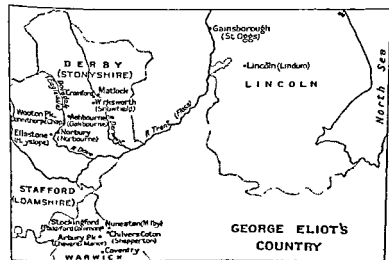 Gainsborough
(St Oggs)
North Sea
DERBY
(STONYSHIRE)
Lincoln (Lindum)
LINCOLN
Cromford
Matlock
Wirksworth
(Snowfield)
Wooton Pk.
Ashbourne
(Oakbourne)
R. Trent (Floss)
Ellastone
(Hayslope)
Norbury
(Norbourne)
R. Dove
STAFFORD
(LOAMSHIRE)
Stockingford
Nuneaton (Milby)
Arbury Pk.
(Cheverel Manor)
Chilvers Coton
(Shepperton)
Coventry
WARWICK
GEORGE ELIOT'S
COUNTRY